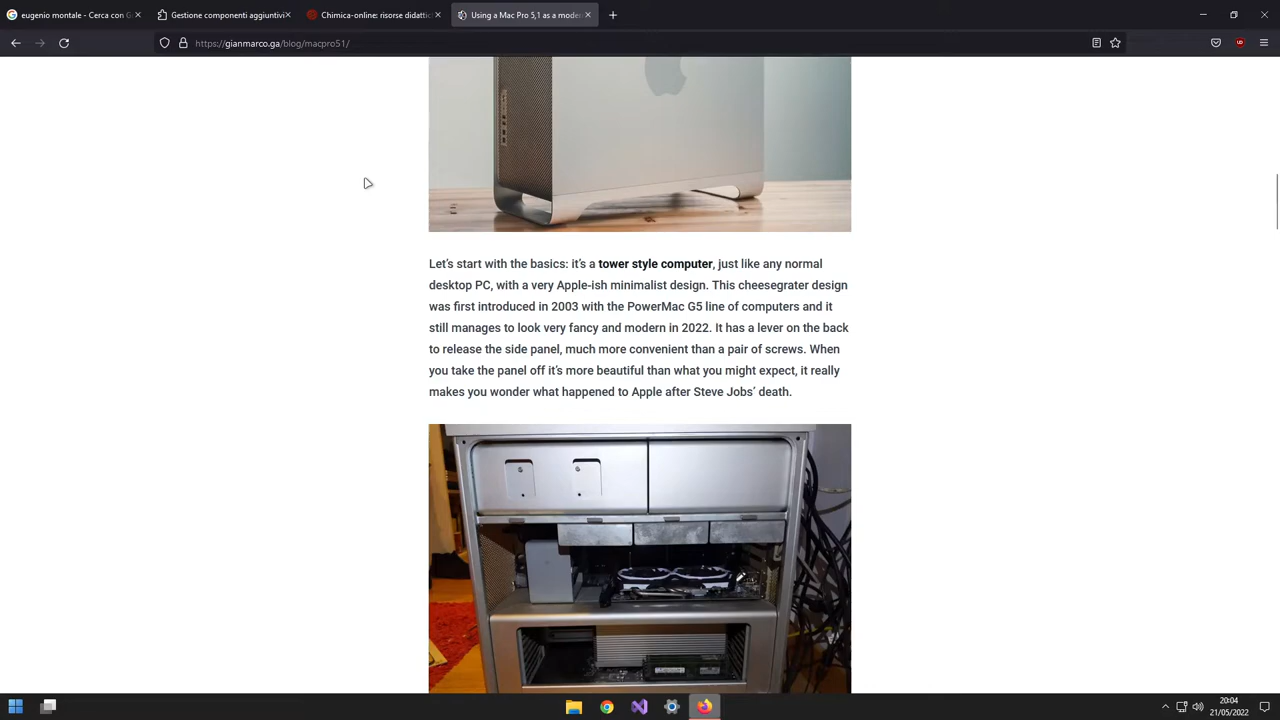 eugenio montale - Cerca con G
Gestione componenti aggiuntivi
Chimica-online: risorse didattic
Using a Mac Pro 5,1 as a moder
https://gianmarco.ga/blog/macpro51/
Let's start with the basics: it's a tower style computer, just like any normal
desktop PC, with a very Apple-ish minimalist design. This cheesegrater design
was first introduced in 2003 with the PowerMac G5 line of computers and it
still manages to look very fancy and modern in 2022. It has a lever on the back
to release the side panel, much more convenient than a pair of screws. When
you take the panel off it's more beautiful than what you might expect, it really
makes you wonder what happened to Apple after Steve Jobs' death.
20:04
21/05/2022